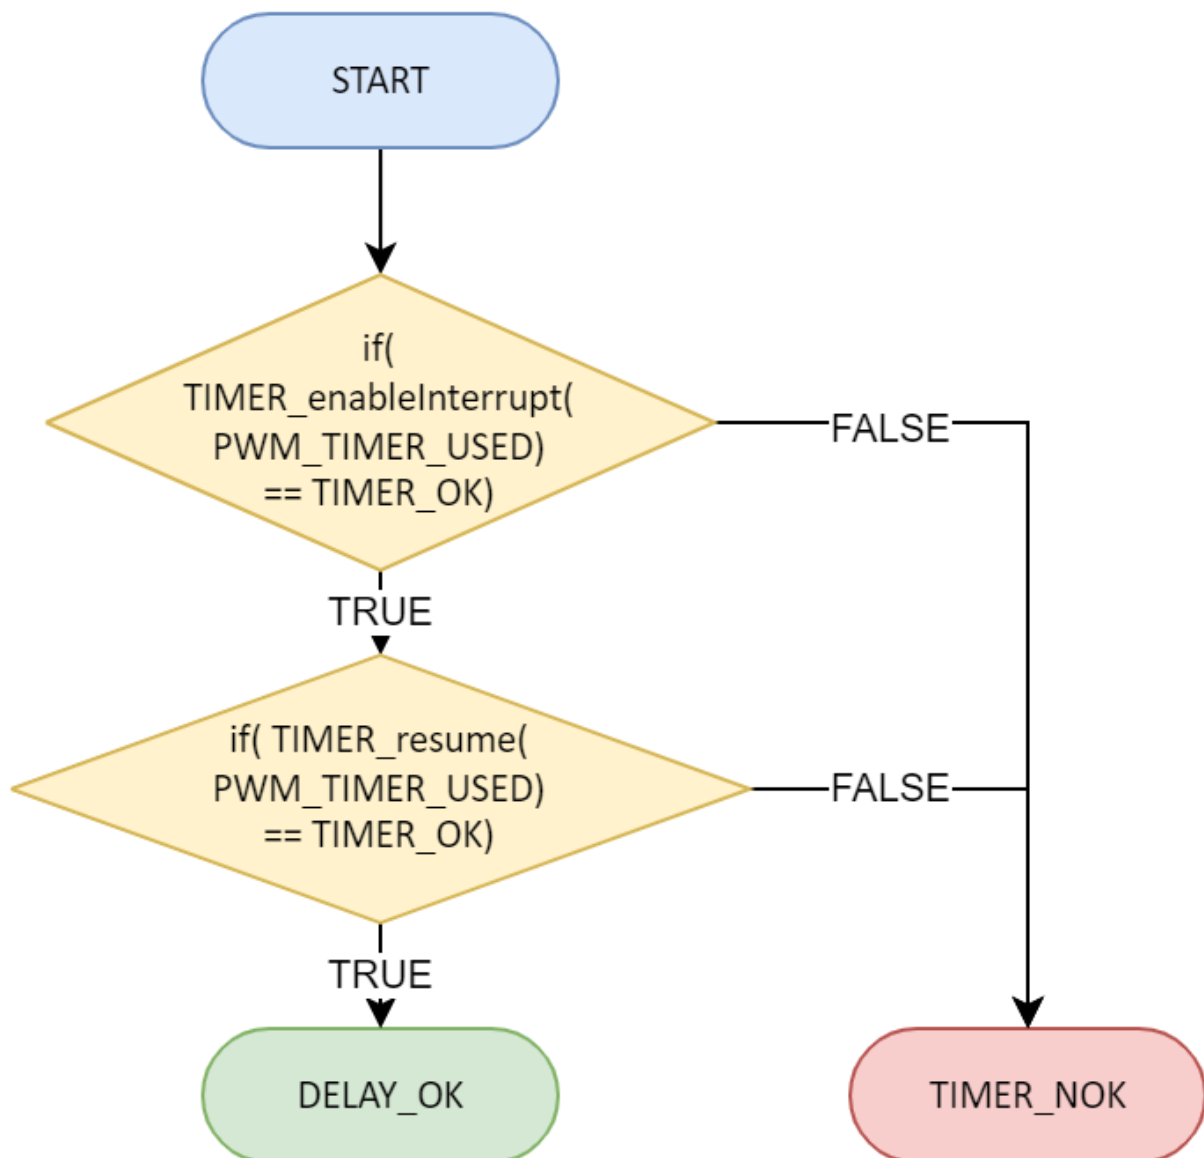 START
if(
TIMER_enableInterrupt(
PWM_TIMER_USED)
== TIMER_OK)
FALSE
TRUE
if( TIMER_resume(
PWM_TIMER_USED)
== TIMER_OK)
FALSE
TRUE
DELAY_OK
TIMER_NOK